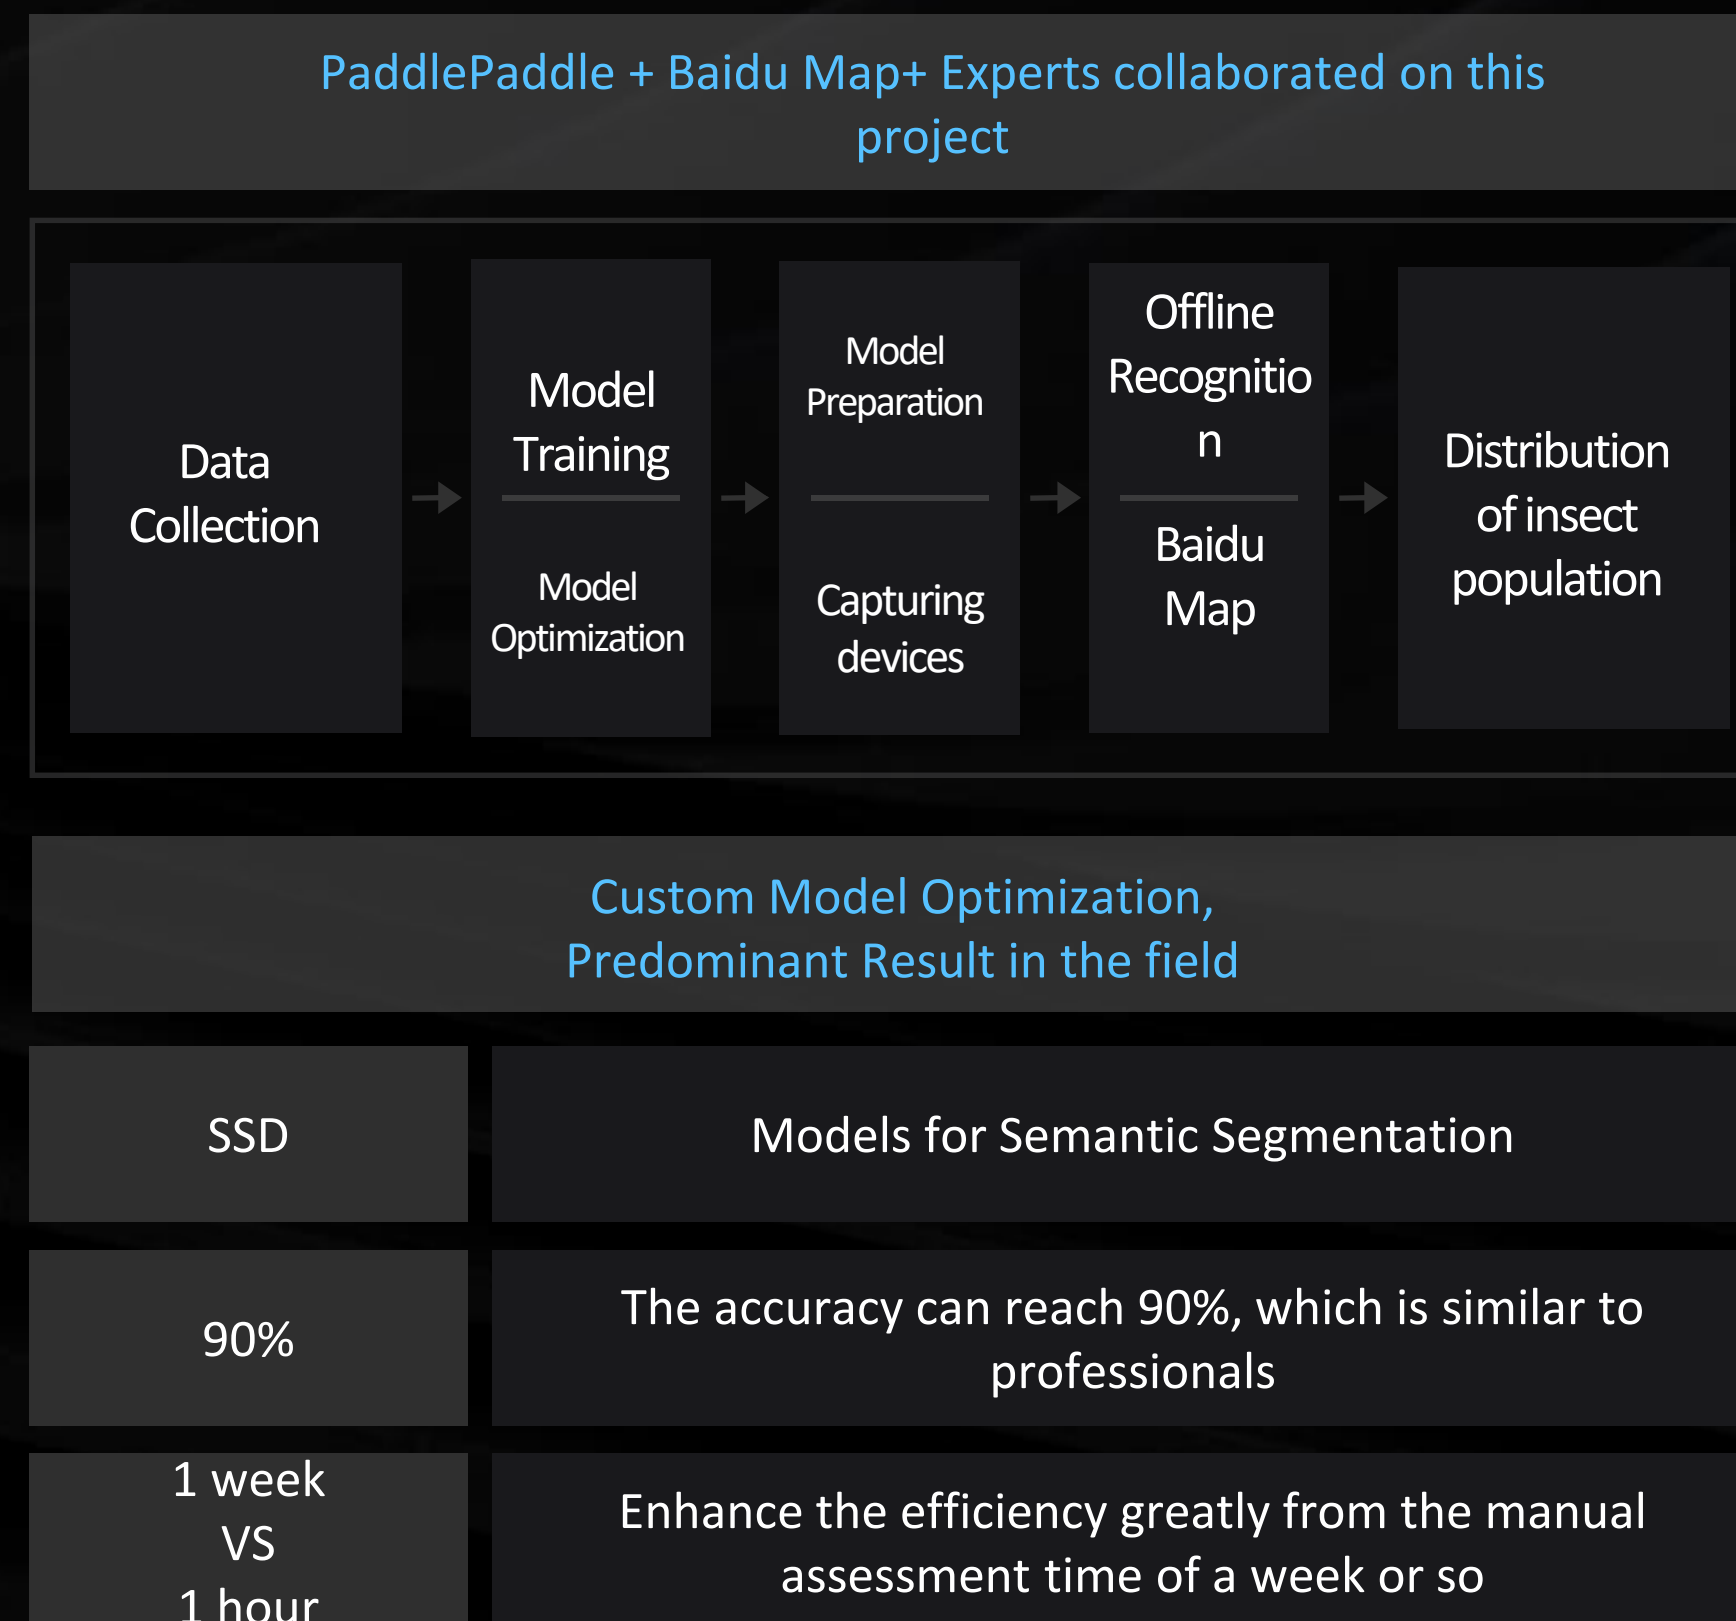 PaddlePaddle + Baidu Map+ Experts collaborated on this
project
Data
Collection
Model
Training
Model
Optimization
Model
Preparation
Capturing
devices
Offline
Recognitio
n
Baidu
Map
Distribution
of insect
population
Custom Model Optimization,
Predominant Result in the field
SSD
Models for Semantic Segmentation
90%
The accuracy can reach 90%, which is similar to
professionals
1 week
VS
1 hour
Enhance the efficiency greatly from the manual
assessment time of a week or so